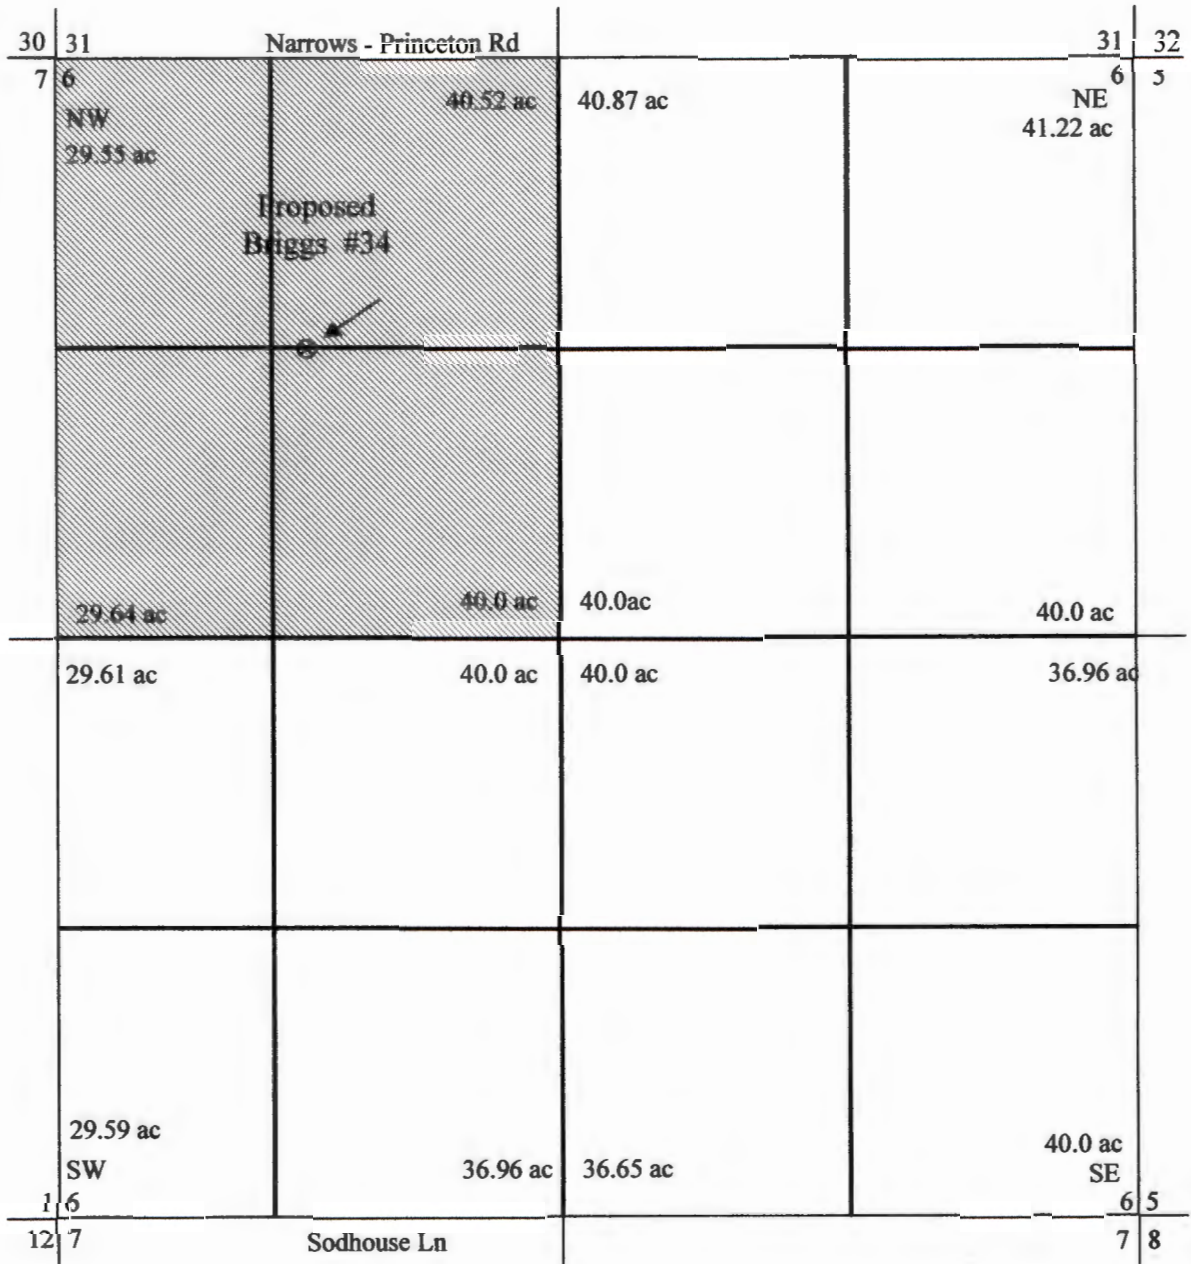 30 31 Narrows - Princeton Rd 31 32
7 6 6 5
40.52 ac 40.87 ac NE
NW 41.22 ac
29.55 ac
Proposed
Briggs #34
29.64 ac 40.0 ac 40.0ac 40.0 ac
29.61 ac 40.0 ac 40.0 ac 36.96 ac
29.59 ac 40.0 ac
SW 36.96 ac 36.65 ac SE
1 6 6 5
12 7 Sodhouse Ln 7 8